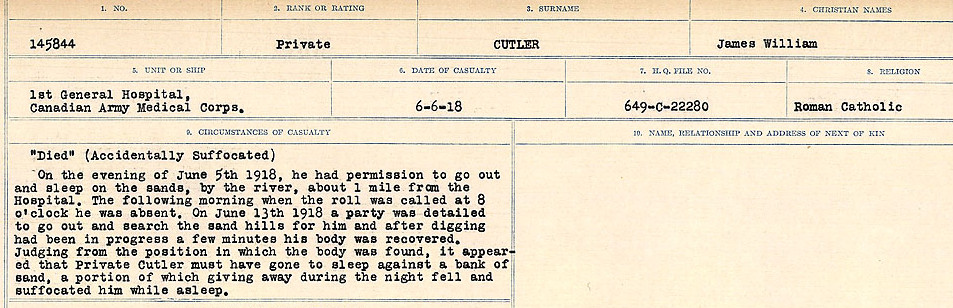 1. NO.
2. RANK OR RATING
3. SURNAME
4. CHRISTIAN NAMES
145844
Private
CUTLER
James William
5. UNIT OR SHIP
6. DATE OF CASUALTY
7. H.Q. FILE NO.
8. RELIGION
1st General Hospital,
Canadian Army Medical Corps.
6-6-18
649-C-22280
Roman Catholic
9. CIRCUMSTANCES OF CASUALTY
10. NAME, RELATIONSHIP AND ADDRESS OF NEXT OF KIN
"Died" (Accidentally Suffocated)
On the evening of June 5th 1918, he had permission to go out
and sleep on the sands, by the river, about 1 mile from the
Hospital. The following morning when the roll was called at 8
o'clock he was absent. On June 13th 1918 a party was detailed
to go out and search the sand hills for him and after digging
had been in progress a few minutes his body was recovered.
Judging from the position in which the body was found, it appear-
ed that Private Cutler must have gone to sleep against a bank of
sand, a portion of which giving away during the night fell and
suffocated him while asleep.